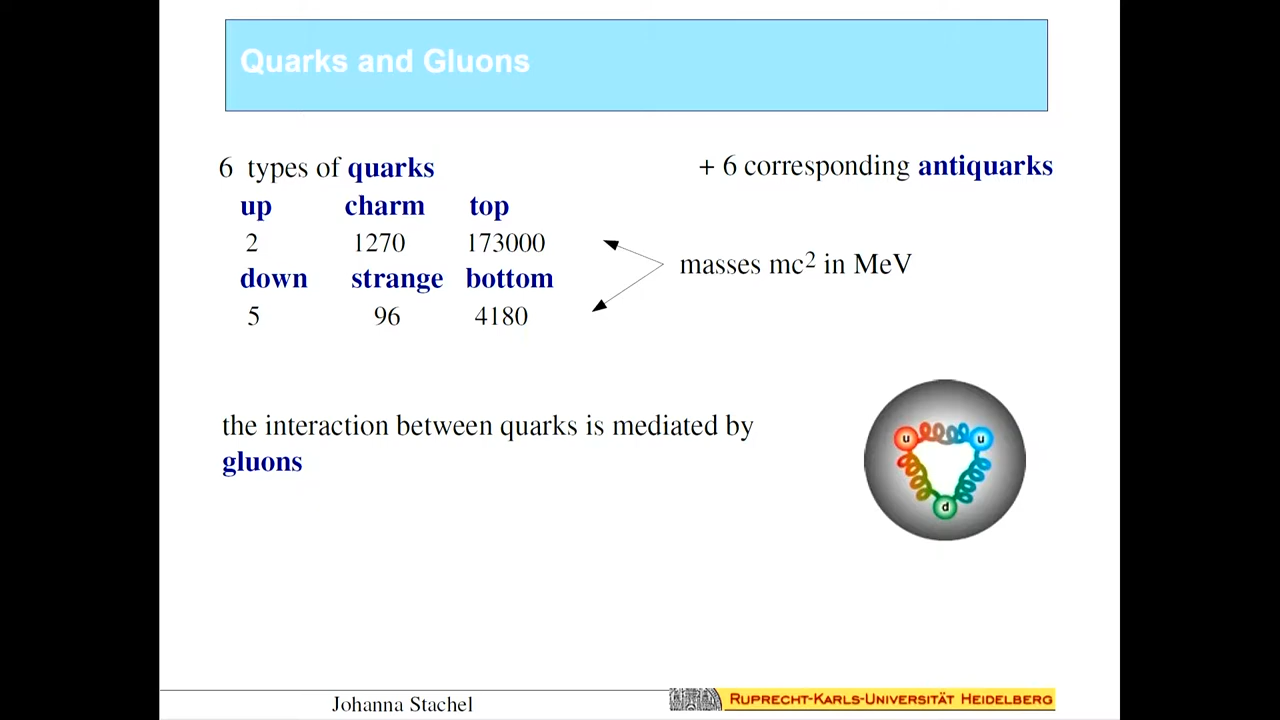 Quarks and Gluons
6 types of quarks
+ 6 corresponding antiquarks
up charm top
2 1270 173000
masses mc2 in MeV
down strange bottom
5 96 4180
the interaction between quarks is mediated by
gluons
u u
d
Johanna Stachel
RUPRECHT-KARLS-UNIVERSITÄT HEIDELBERG